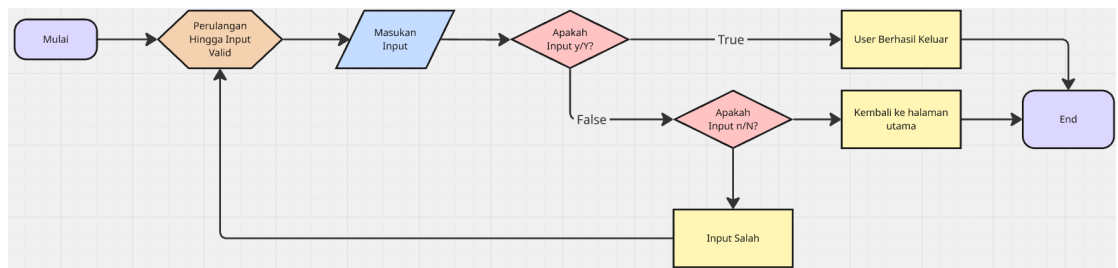 Mulai
Perulangan
Hingga Input
Valid
Masukan
Input
Apakah
Input y/Y?
True
User Berhasil Keluar
False
Apakah
Input n/N?
Kembali ke halaman
utama
End
Input Salah